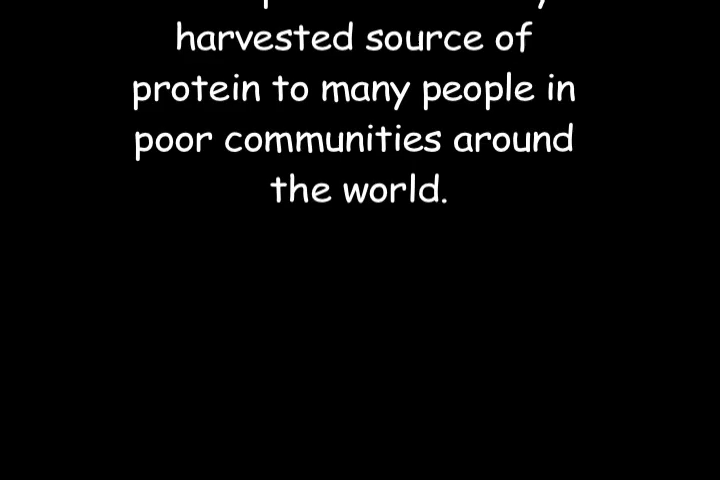 harvested source of
protein to many people in
poor communities around
the world.